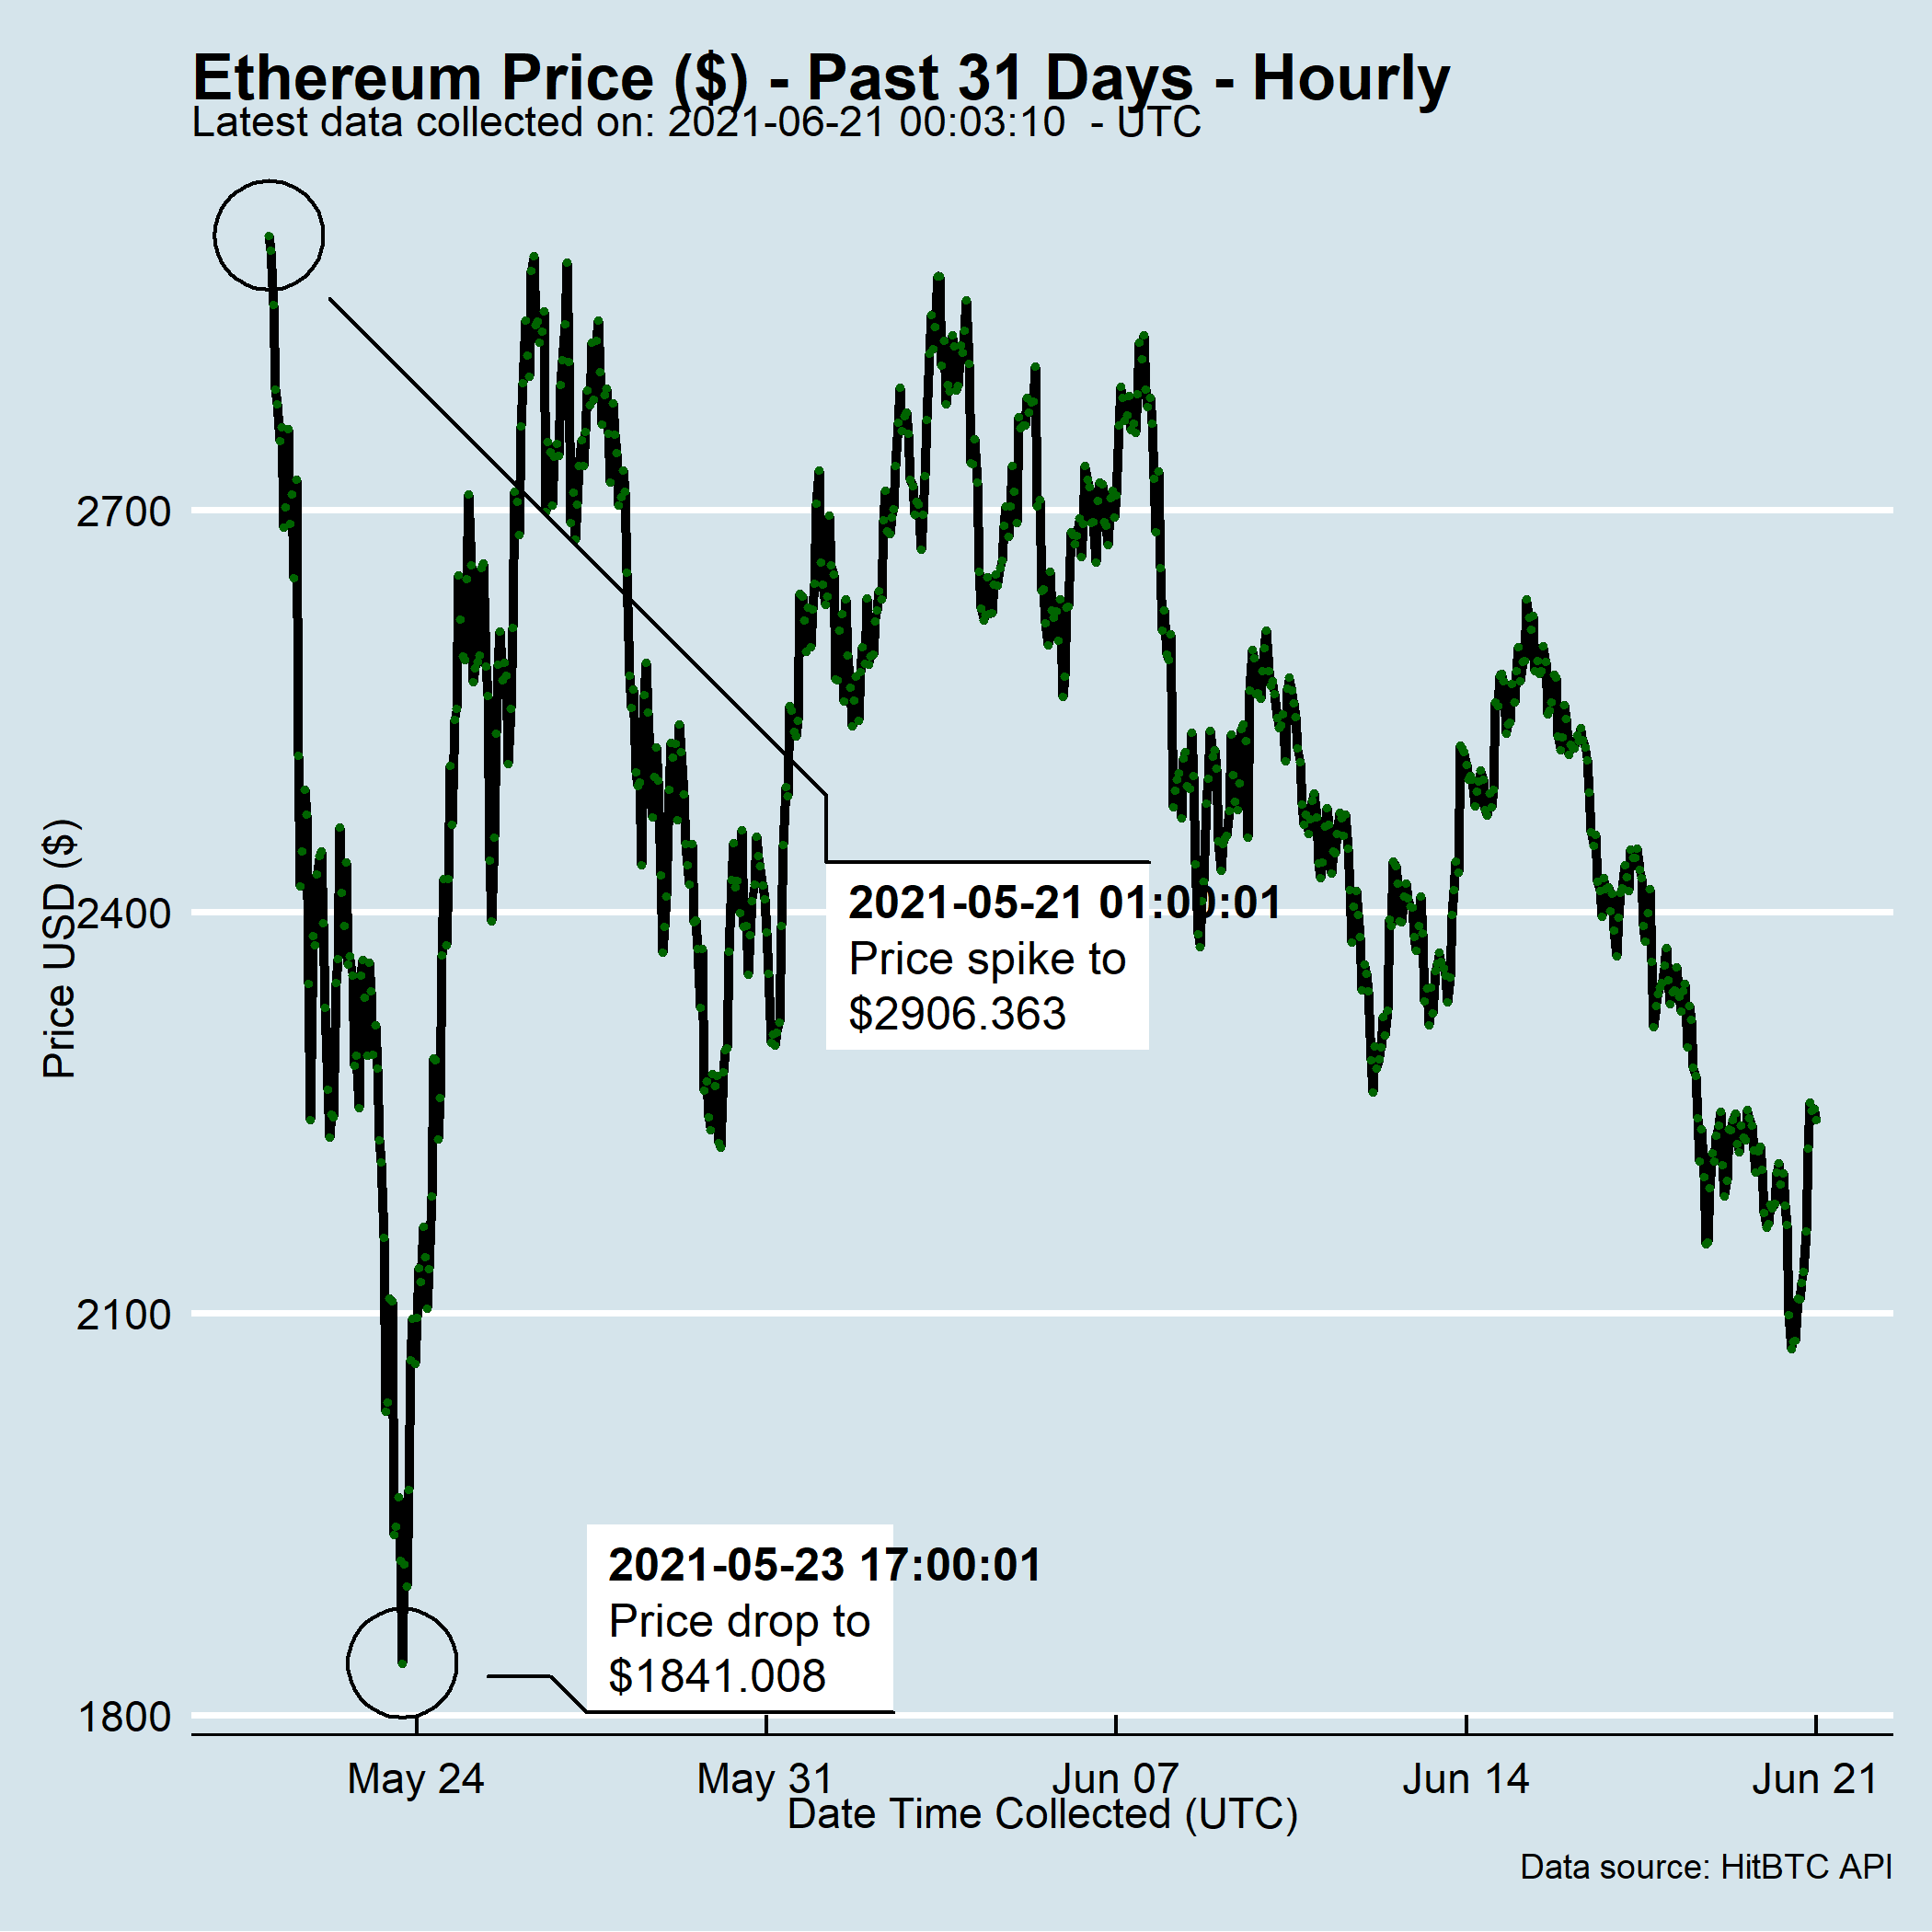 Ethereum Price ($) - Past 31 Days - Hourly
Latest data collected on: 2021-06-21 00:03:10  - UTC
Price USD ($)
2700
2400
2100
1800
2021-05-21 01:00:01
Price spike to
$2906.363
2021-05-23 17:00:01
Price drop to
$1841.008
May 24
May 31
Jun 07
Jun 14
Jun 21
Date Time Collected (UTC)
Data source: HitBTC API